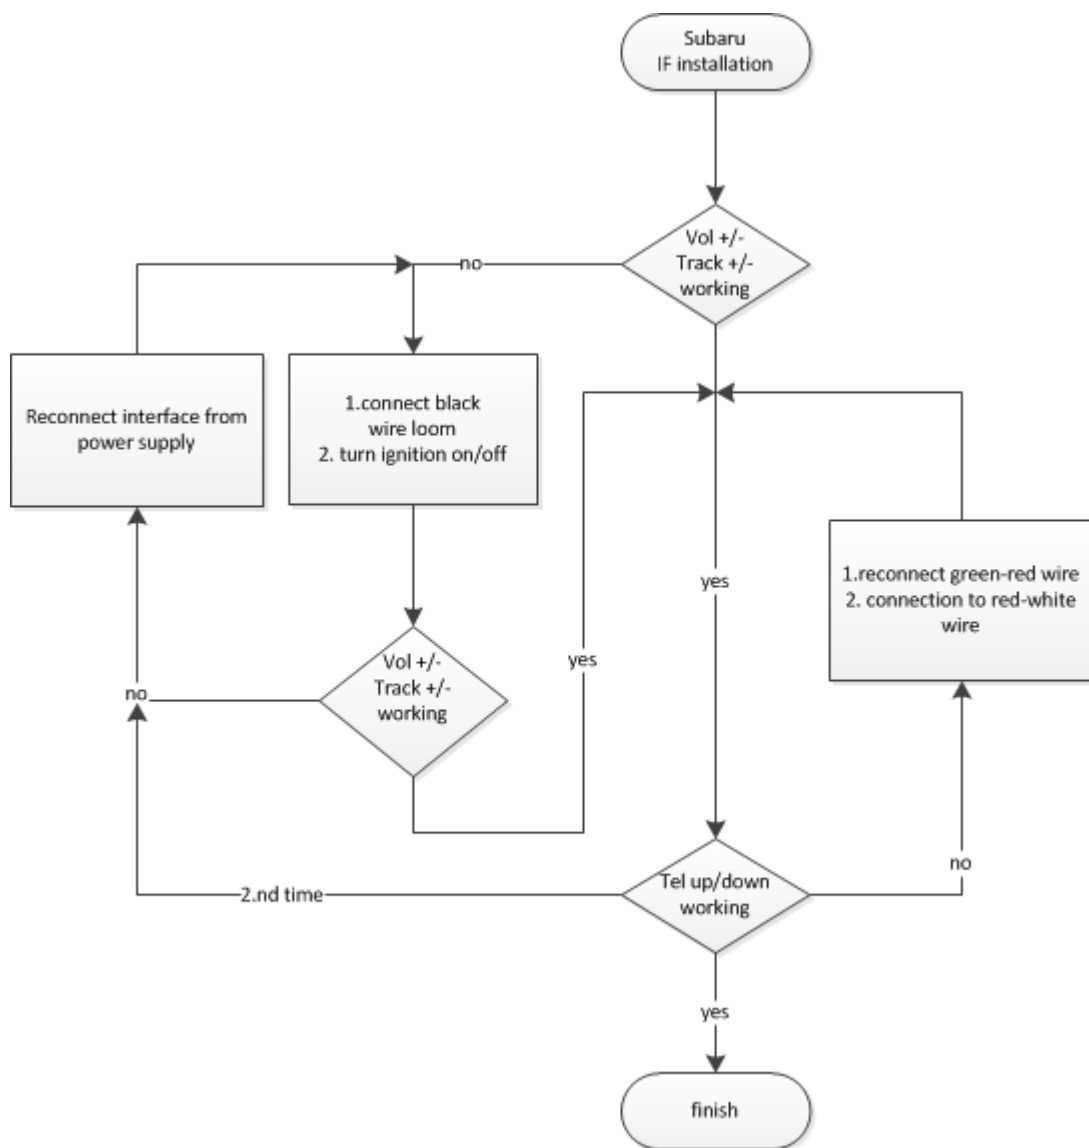 Subaru
IF installation
Vol +/-
Track +/-
working
no
Reconnect interface from
power supply
1.connect black
wire loom
2. turn ignition on/off
yes
1.reconnect green-red wire
2. connection to red-white
wire
Vol +/-
Track +/-
working
no
yes
2.nd time
Tel up/down
working
no
yes
finish